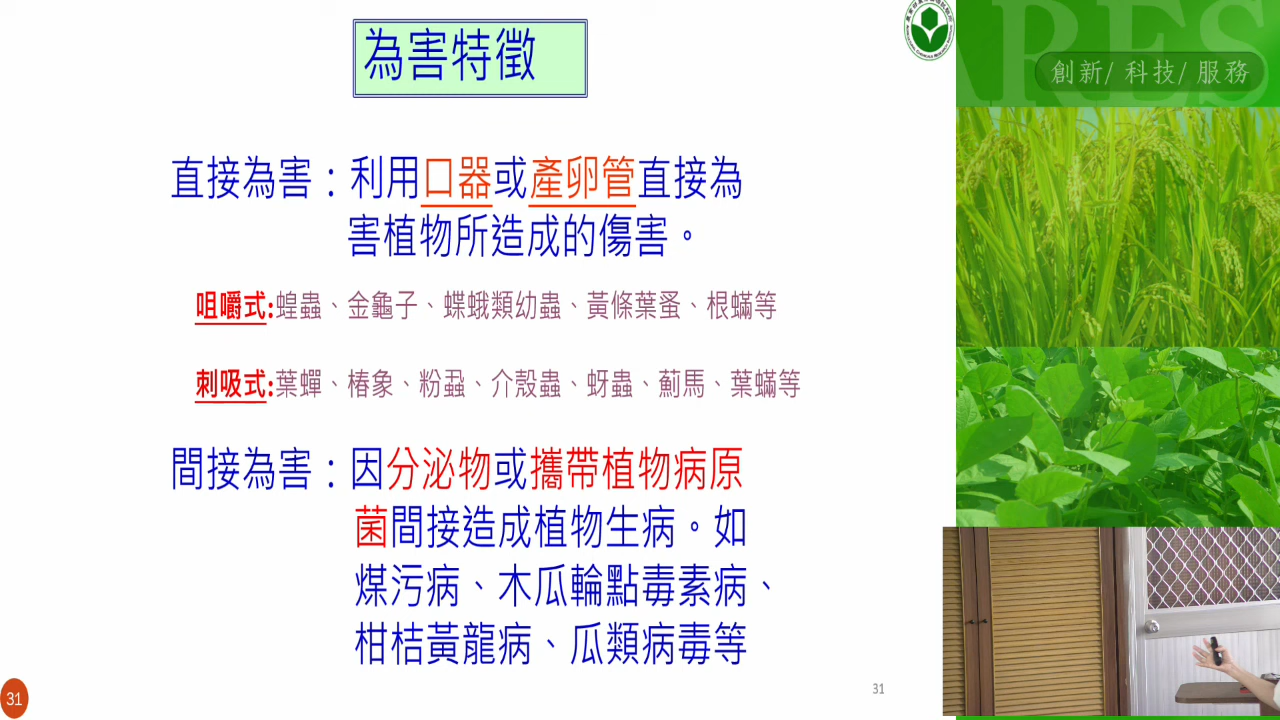 為害特徵
創新/ 科技/ 服務
ARES
直接為害：利用口器或產卵管直接為
害植物所造成的傷害。
咀嚼式:蝗蟲、金龜子、蝶蛾類幼蟲、黃條葉蚤、根蟎等
刺吸式:葉蟬、椿象、粉蝨、介殼蟲、蚜蟲、薊馬、葉蟎等
間接為害：因分泌物或攜帶植物病原
菌間接造成植物生病。如
煤污病、木瓜輪點毒素病、
柑桔黃龍病、瓜類病毒等
31
31